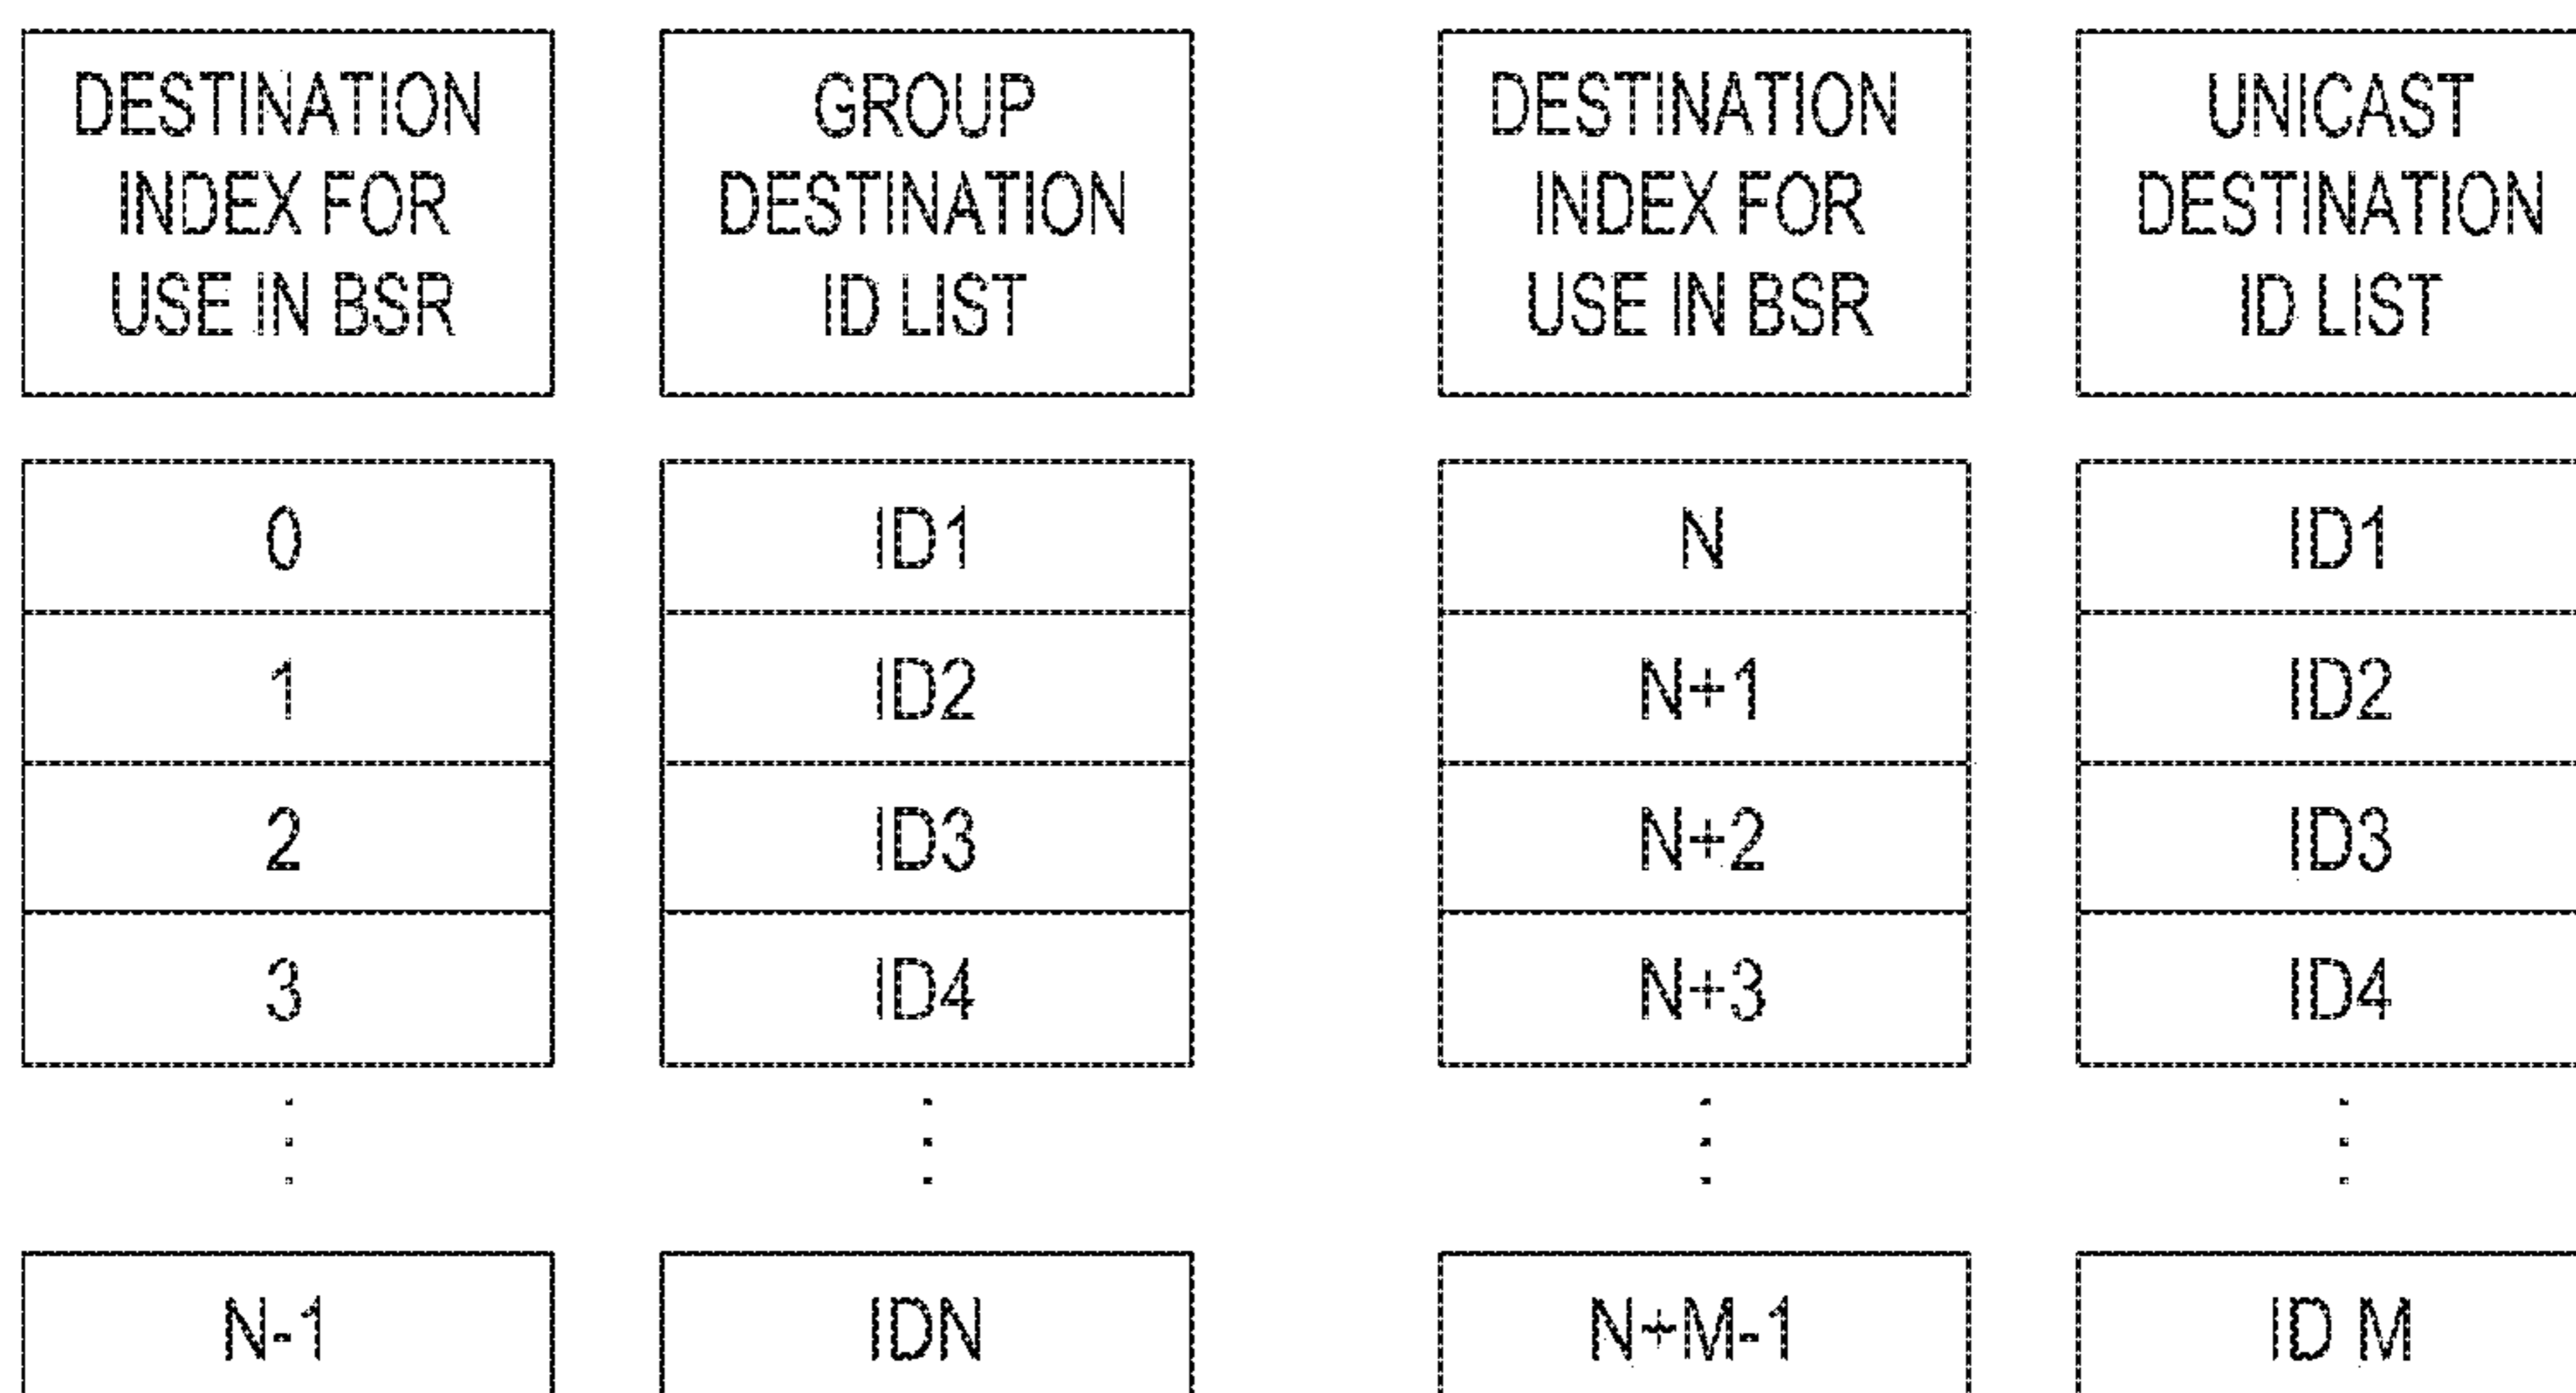 DESTINATION
INDEX FOR
USE IN BSR
GROUP
DESTINATION
ID LIST
DESTINATION
INDEX FOR
USE IN BSR
UNICAST
DESTINATION
ID LIST
0
ID1
N
ID1
1
ID2
N+1
ID2
2
ID3
N+2
ID3
3
ID4
N+3
ID4
N-1
IDN
N+M-1
ID M